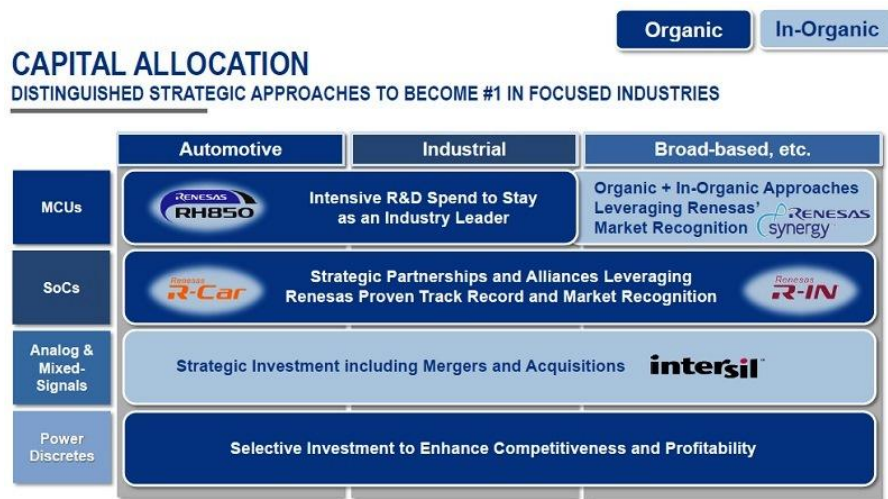 Organic
In-Organic
CAPITAL ALLOCATION
DISTINGUISHED STRATEGIC APPROACHES TO BECOME #1 IN FOCUSED INDUSTRIES
Automotive
Industrial
Broad-based, etc.
MCUs
RENESAS
RH850
Intensive R&D Spend to Stay
as an Industry Leader
Organic + In-Organic Approaches
Leveraging Renesas'
Market Recognition
RENESAS
synergy™
SoCs
Renesas
R-Car
Strategic Partnerships and Alliances Leveraging
Renesas Proven Track Record and Market Recognition
Renesas
R-IN
Analog &
Mixed-
Signals
Strategic Investment including Mergers and Acquisitions
intersil™
Power
Discretes
Selective Investment to Enhance Competitiveness and Profitability